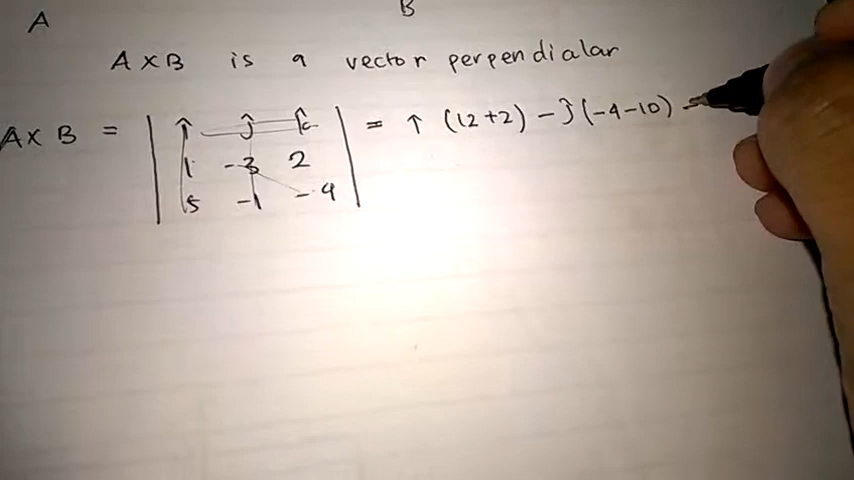 A B
A × B is a vector perpendialar
A × B = | î ĵ k̂ | = î (12+2) - ĵ (-4-10) -
1 -3 2
5 -1 -4